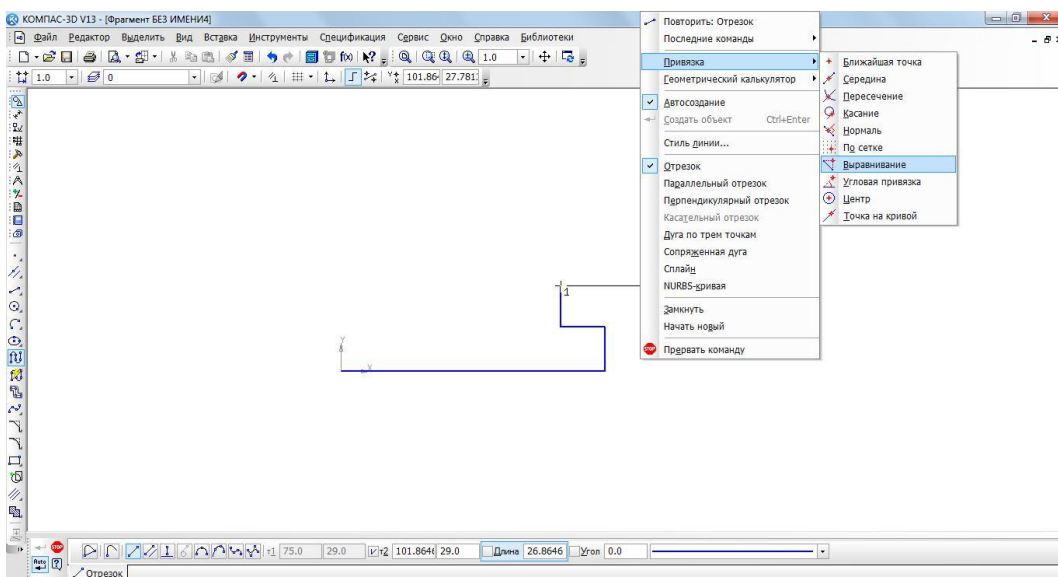 КОМПАС-3D V13 - [Фрагмент БЕЗ ИМЕНИ4]
Файл Редактор Выделить Вид Вставка Инструменты Спецификация Сервис Окно Справка Библиотеки
1.0
1.0 0 101.86 27.781
Повторить: Отрезок
Последние команды
Привязка
Геометрический калькулятор
Автосоздание
Создать объект Ctrl+Enter
Стиль линии...
Отрезок
Параллельный отрезок
Перпендикулярный отрезок
Касательный отрезок
Дуга по трем точкам
Сопряженная дуга
Сплайн
NURBS-кривая
Замкнуть
Начать новый
STOP Прервать команду
Ближайшая точка
Середина
Пересечение
Касание
Нормаль
По сетке
Выравнивание
Угловая привязка
Центр
Точка на кривой
1
Y
X
STOP т1 75.0 29.0 т2 101.864 29.0 Длина 26.8646 Угол 0.0
Auto
Отрезок